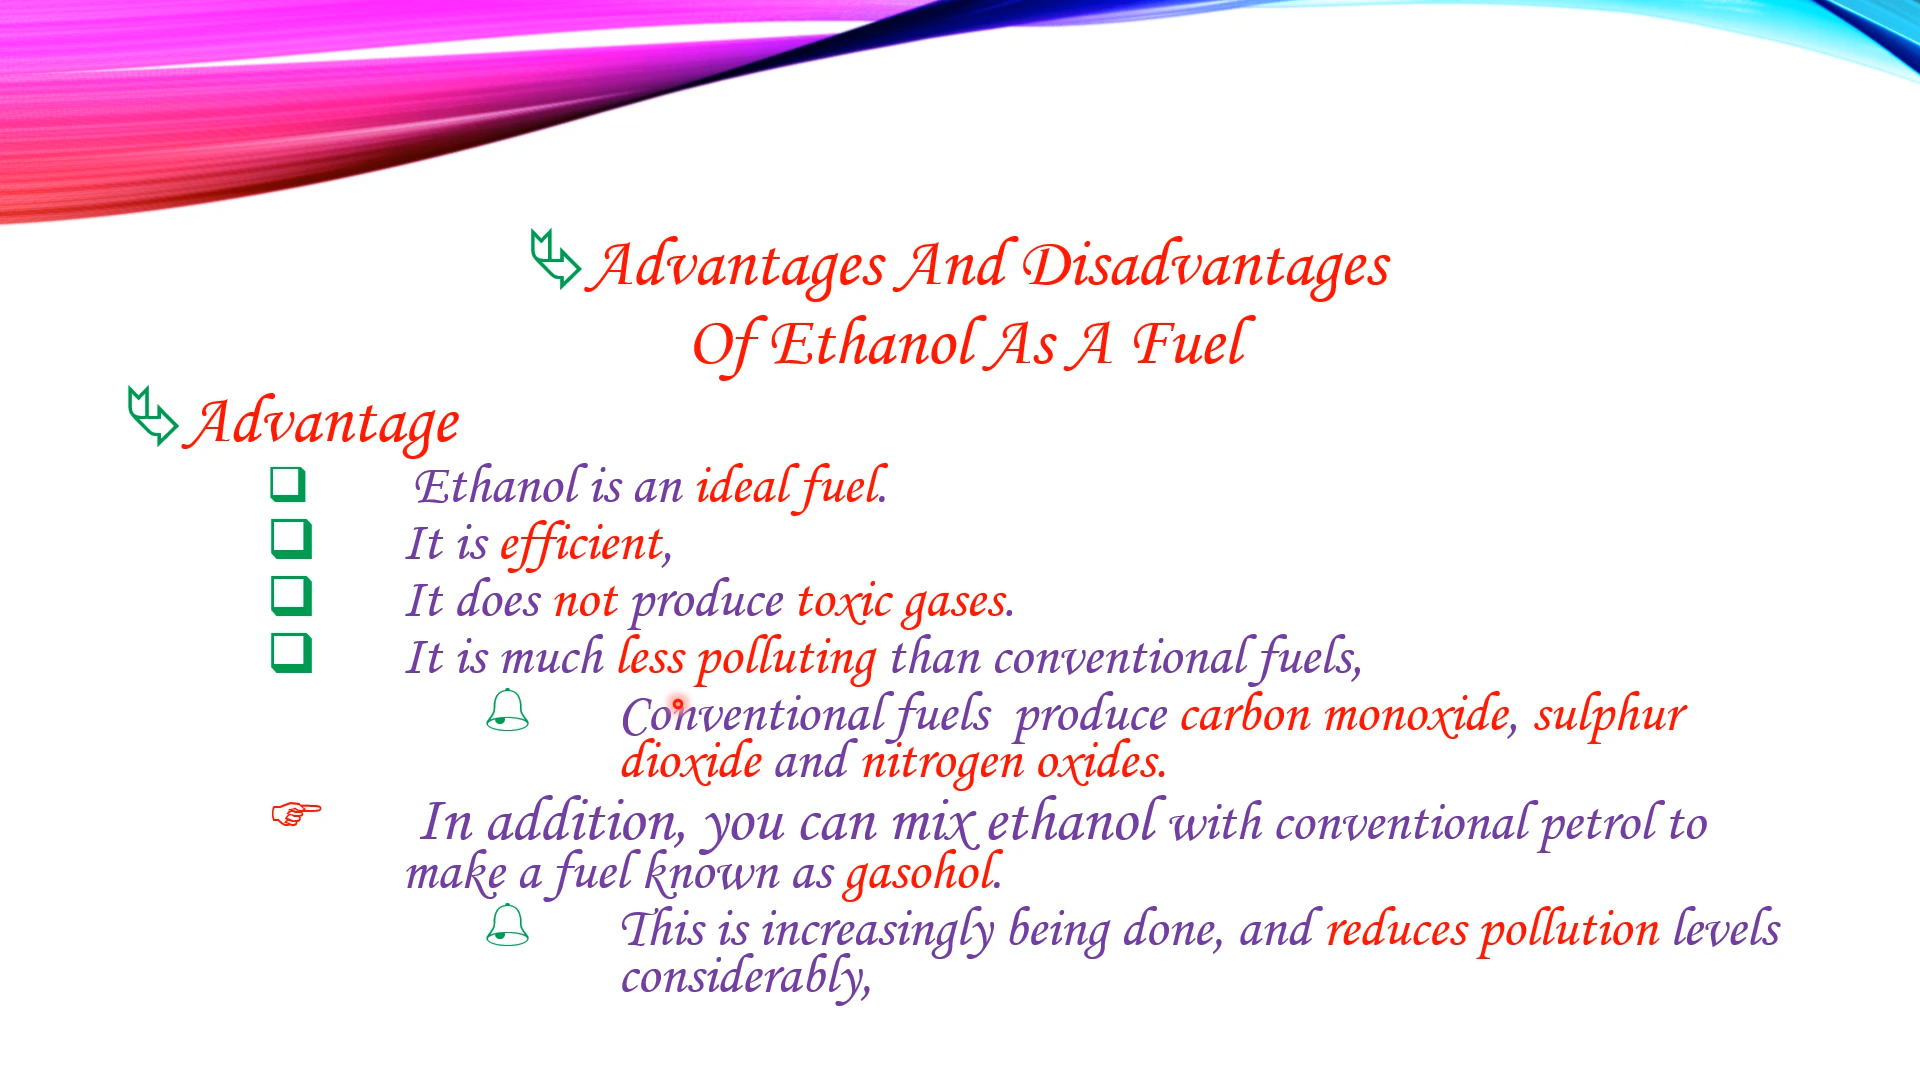 Advantages And Disadvantages
Of Ethanol As A Fuel
Advantage
Ethanol is an ideal fuel.
It is efficient,
It does not produce toxic gases.
It is much less polluting than conventional fuels,
Conventional fuels produce carbon monoxide, sulphur
dioxide and nitrogen oxides.
In addition, you can mix ethanol with conventional petrol to
make a fuel known as gasohol.
This is increasingly being done, and reduces pollution levels
considerably,